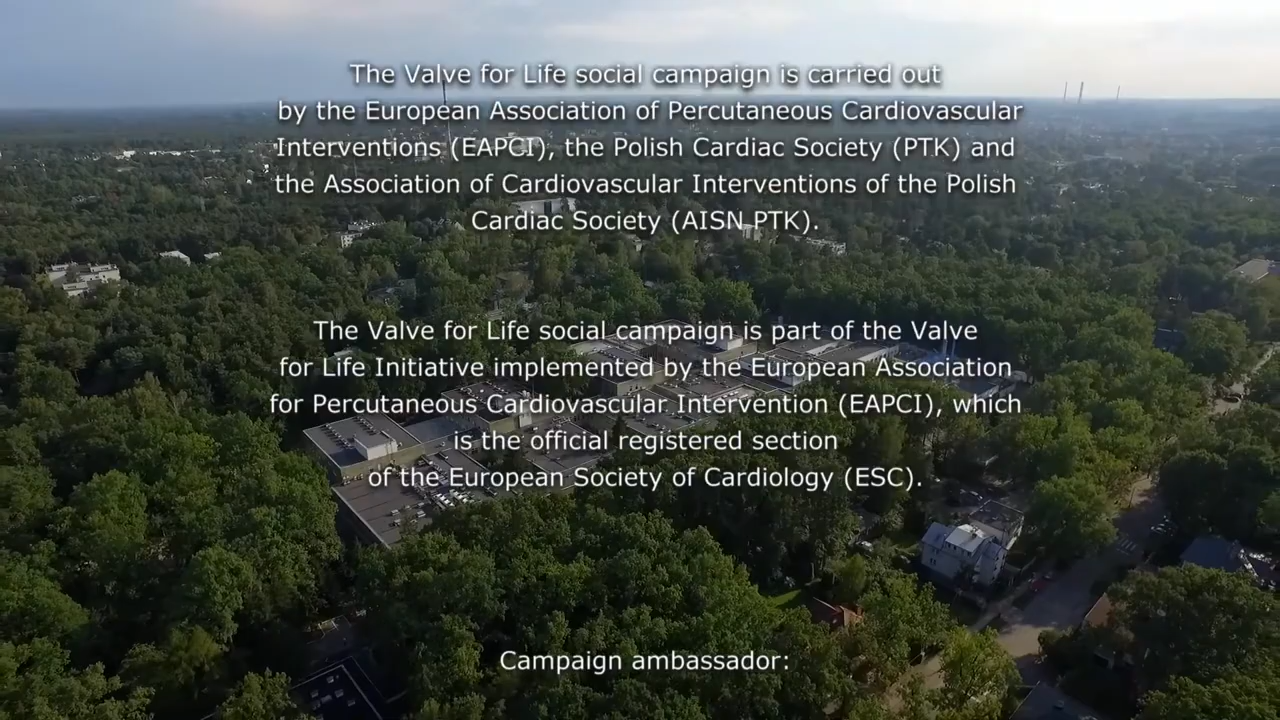 The Valve for Life social campaign is carried out
by the European Association of Percutaneous Cardiovascular
Interventions (EAPCI), the Polish Cardiac Society (PTK) and
the Association of Cardiovascular Interventions of the Polish
Cardiac Society (AISN PTK).
The Valve for Life social campaign is part of the Valve
for Life Initiative implemented by the European Association
for Percutaneous Cardiovascular Intervention (EAPCI), which
is the official registered section
of the European Society of Cardiology (ESC).
Campaign ambassador: